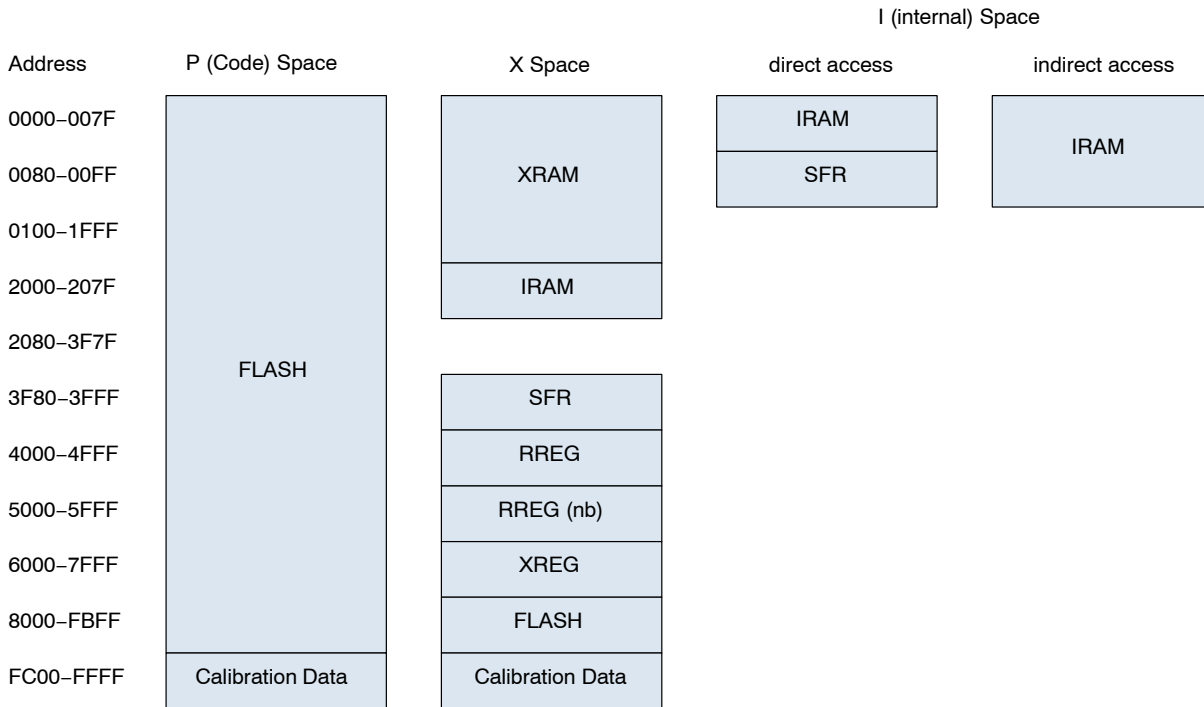 I (internal) Space
Address P (Code) Space X Space direct access indirect access
0000−007F IRAM
IRAM
0080−00FF XRAM SFR
0100−1FFF
2000−207F IRAM
2080−3F7F
FLASH
3F80−3FFF SFR
4000−4FFF RREG
5000−5FFF RREG (nb)
6000−7FFF XREG
8000−FBFF FLASH
FC00−FFFF Calibration Data Calibration Data